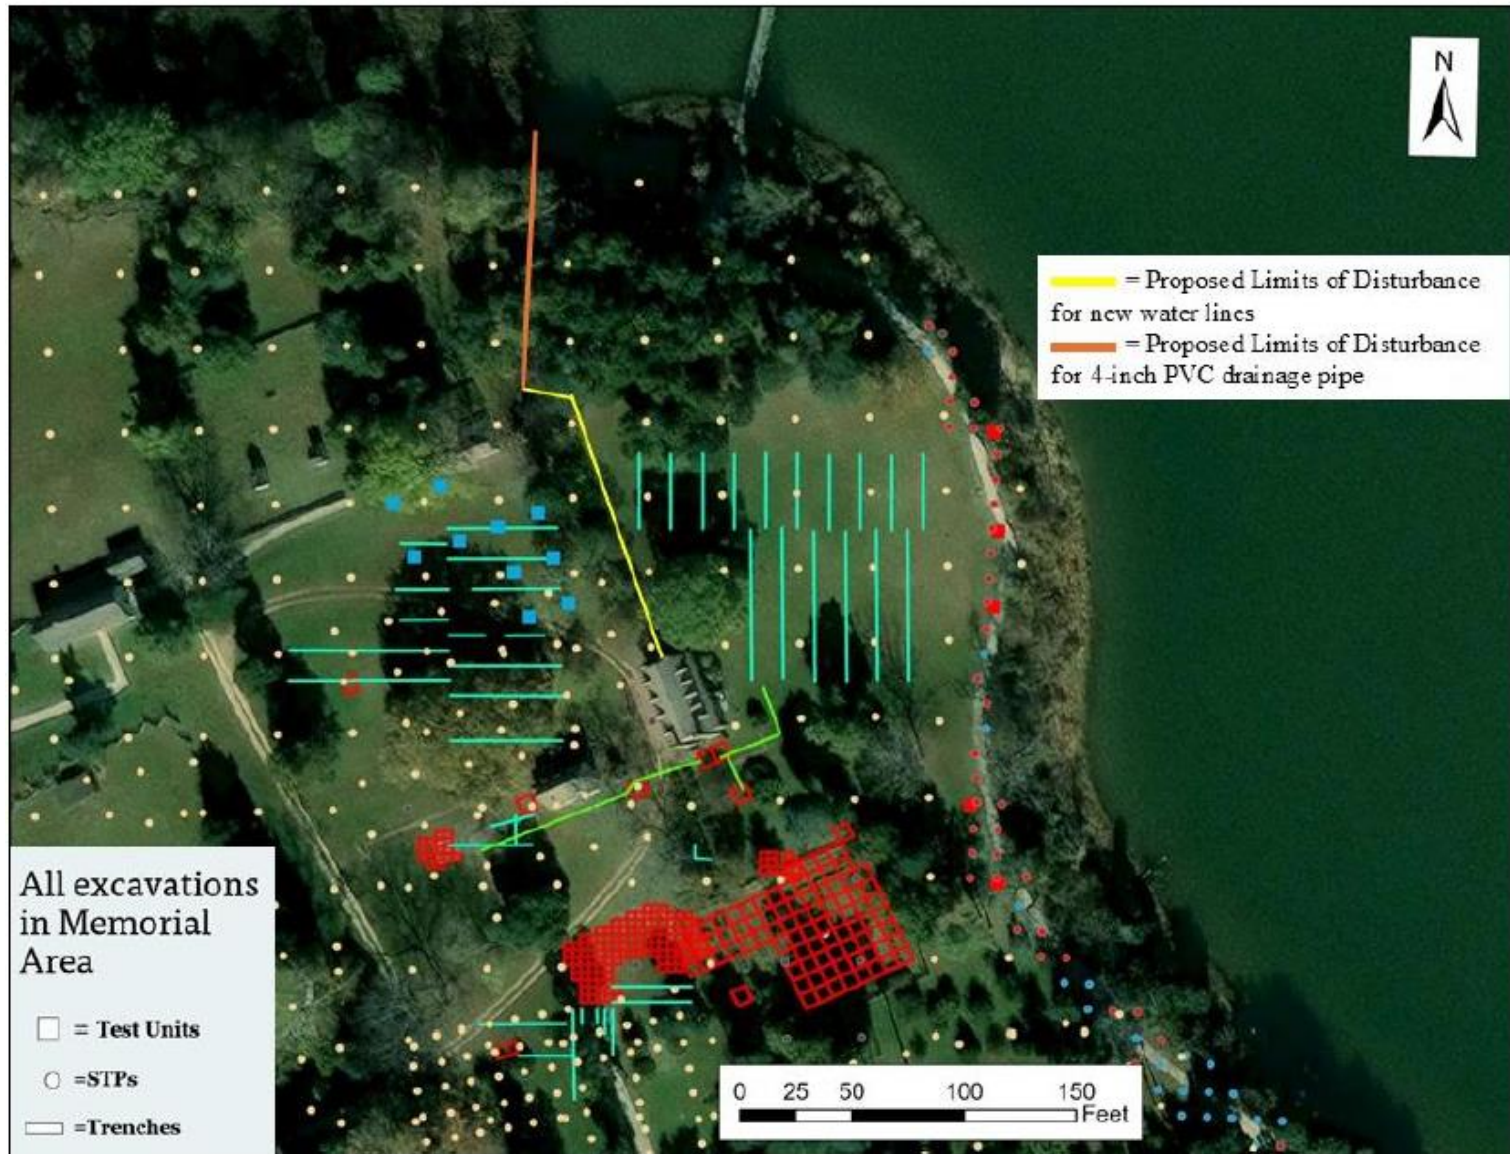 N
= Proposed Limits of Disturbance
for new water lines
= Proposed Limits of Disturbance
for 4-inch PVC drainage pipe
All excavations
in Memorial
Area
= Test Units
=STPs
=Trenches
0 25 50 100 150
Feet